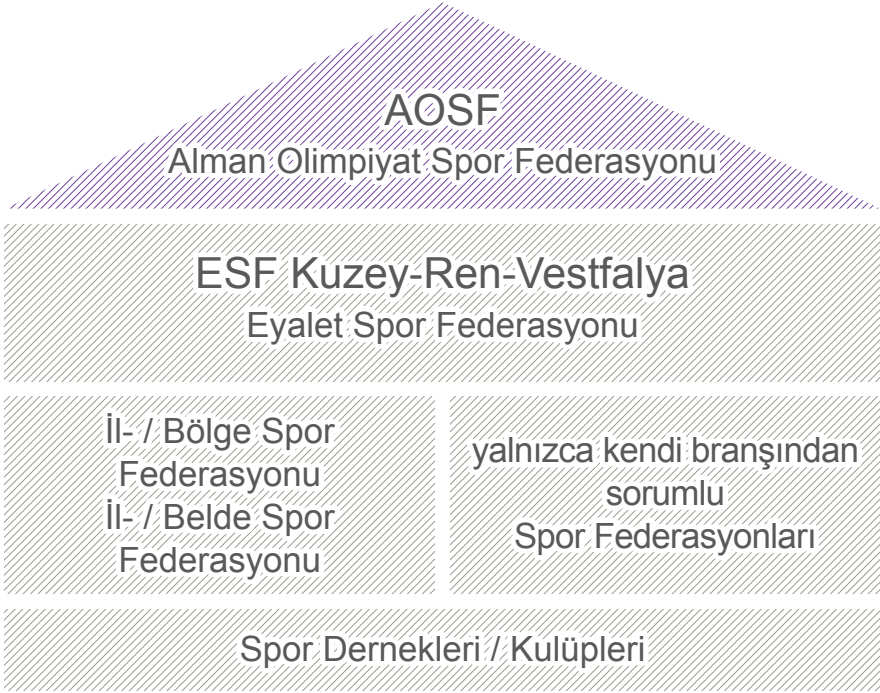 AOSF
Alman Olimpiyat Spor Federasyonu
ESF Kuzey-Ren-Vestfalya
Eyalet Spor Federasyonu
İl- / Bölge Spor
Federasyonu
İl- / Belde Spor
Federasyonu
yalnızca kendi branşından
sorumlu
Spor Federasyonları
Spor Dernekleri / Kulüpleri